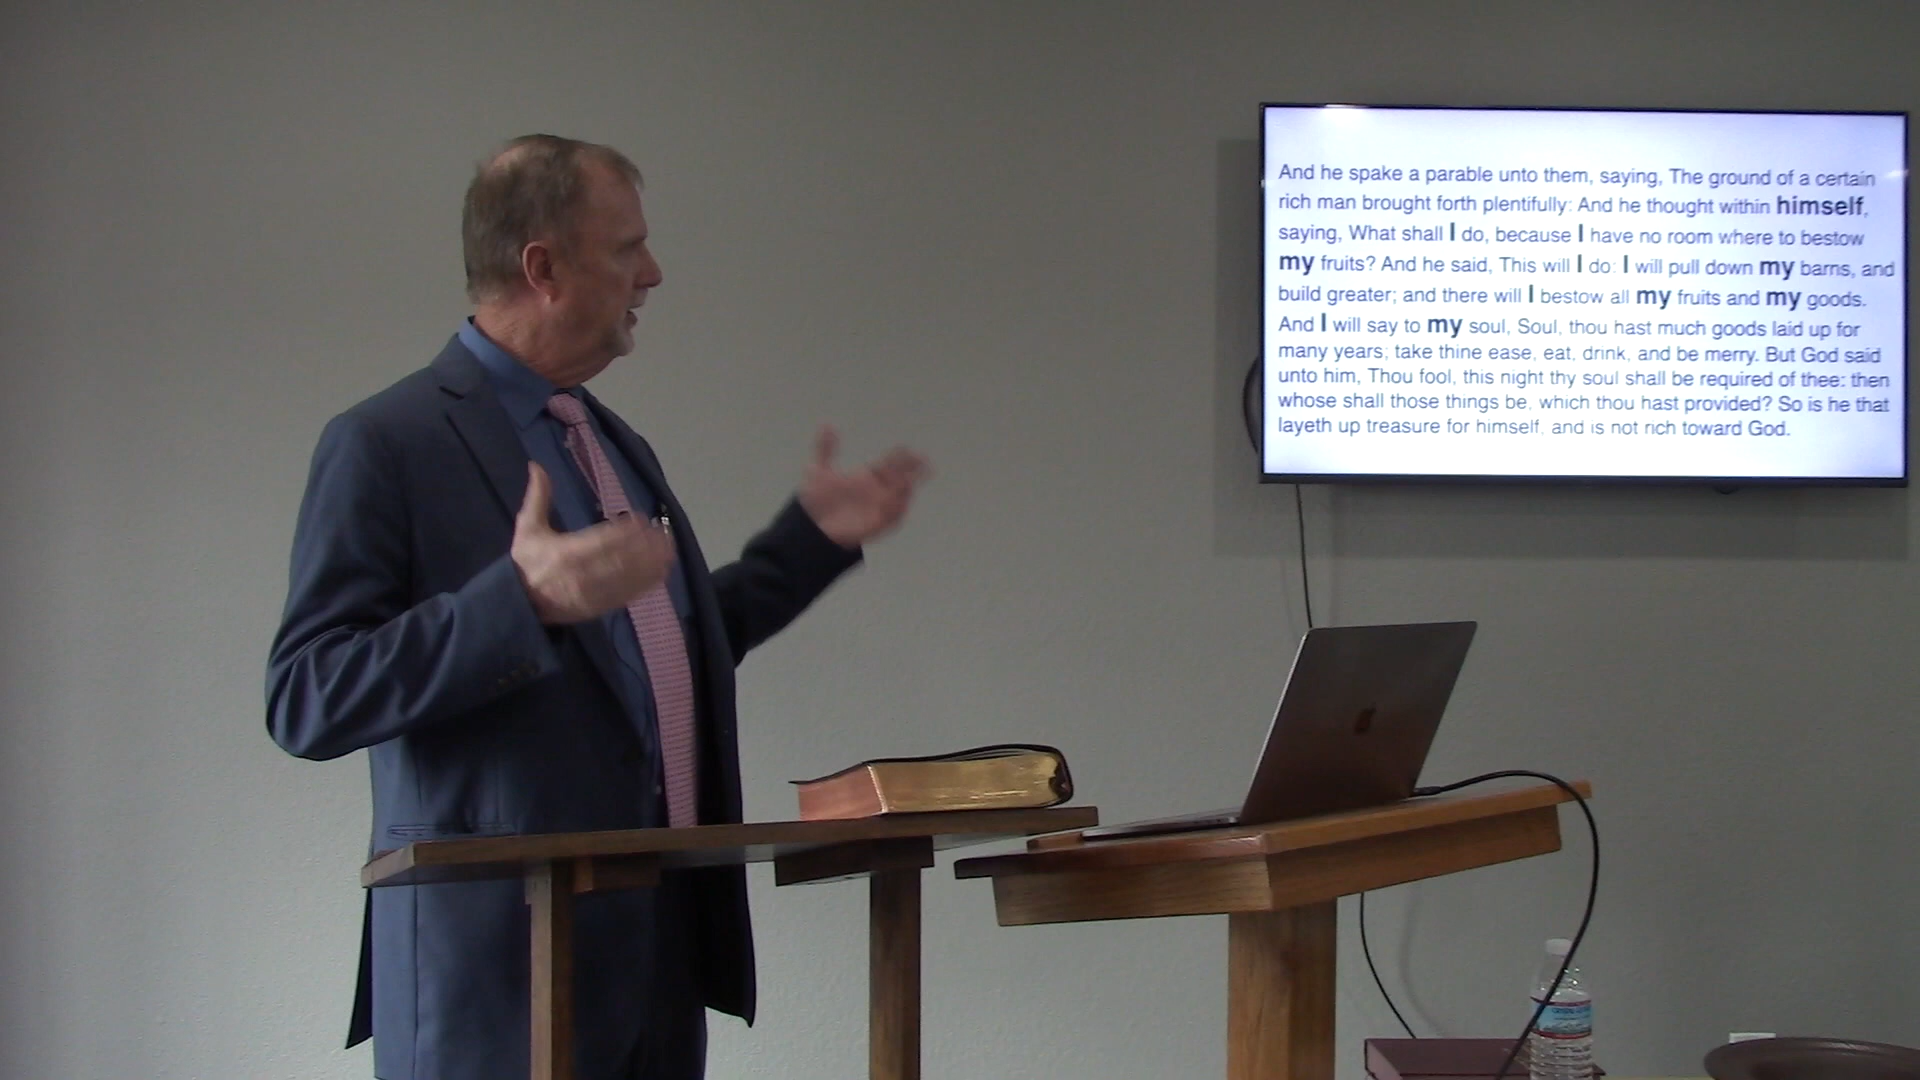 And he spake a parable unto them, saying, The ground of a certain
rich man brought forth plentifully: And he thought within himself,
saying, What shall I do, because I have no room where to bestow
my fruits? And he said, This will I do: I will pull down my barns, and
build greater; and there will I bestow all my fruits and my goods.
And I will say to my soul, Soul, thou hast much goods laid up for
many years; take thine ease, eat, drink, and be merry. But God said
unto him, Thou fool, this night thy soul shall be required of thee: then
whose shall those things be, which thou hast provided? So is he that
layeth up treasure for himself, and is not rich toward God.